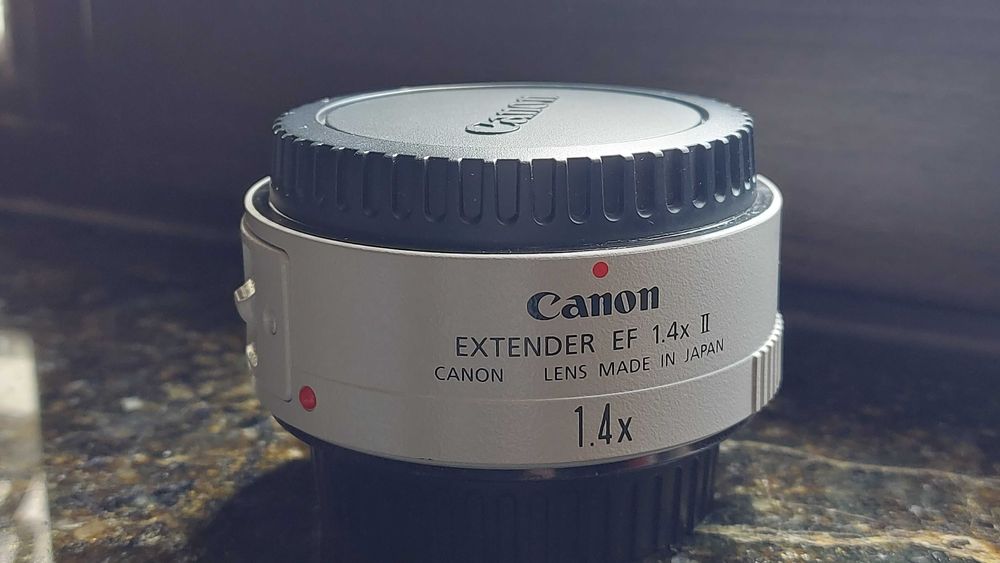 Canon
Canon
EXTENDER EF 1.4x II
CANON LENS MADE IN JAPAN
1.4x